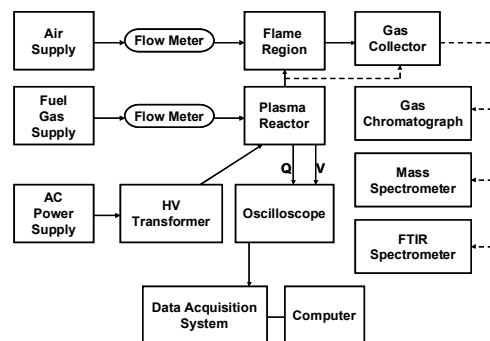 Air
Supply
Flow Meter
Flame
Region
Gas
Collector
Fuel
Gas
Supply
Flow Meter
Plasma
Reactor
Gas
Chromatograph
Q
V
Mass
Spectrometer
AC
Power
Supply
HV
Transformer
Oscilloscope
FTIR
Spectrometer
Data Acquisition
System
Computer